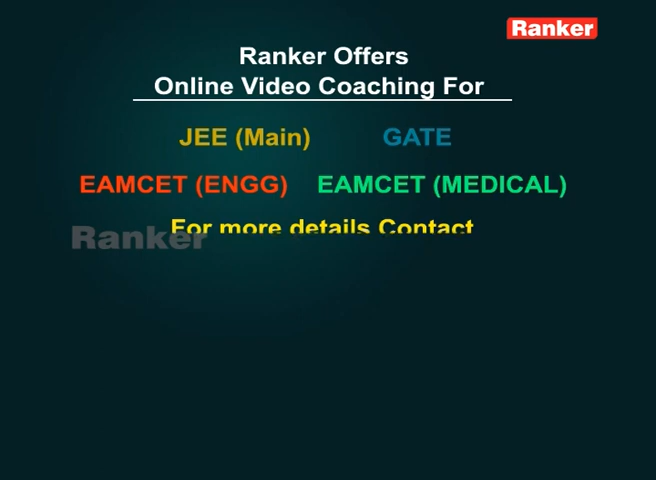 Ranker
Ranker Offers
Online Video Coaching For
JEE (Main) GATE
EAMCET (ENGG) EAMCET (MEDICAL)
For more details Contact
Ranker